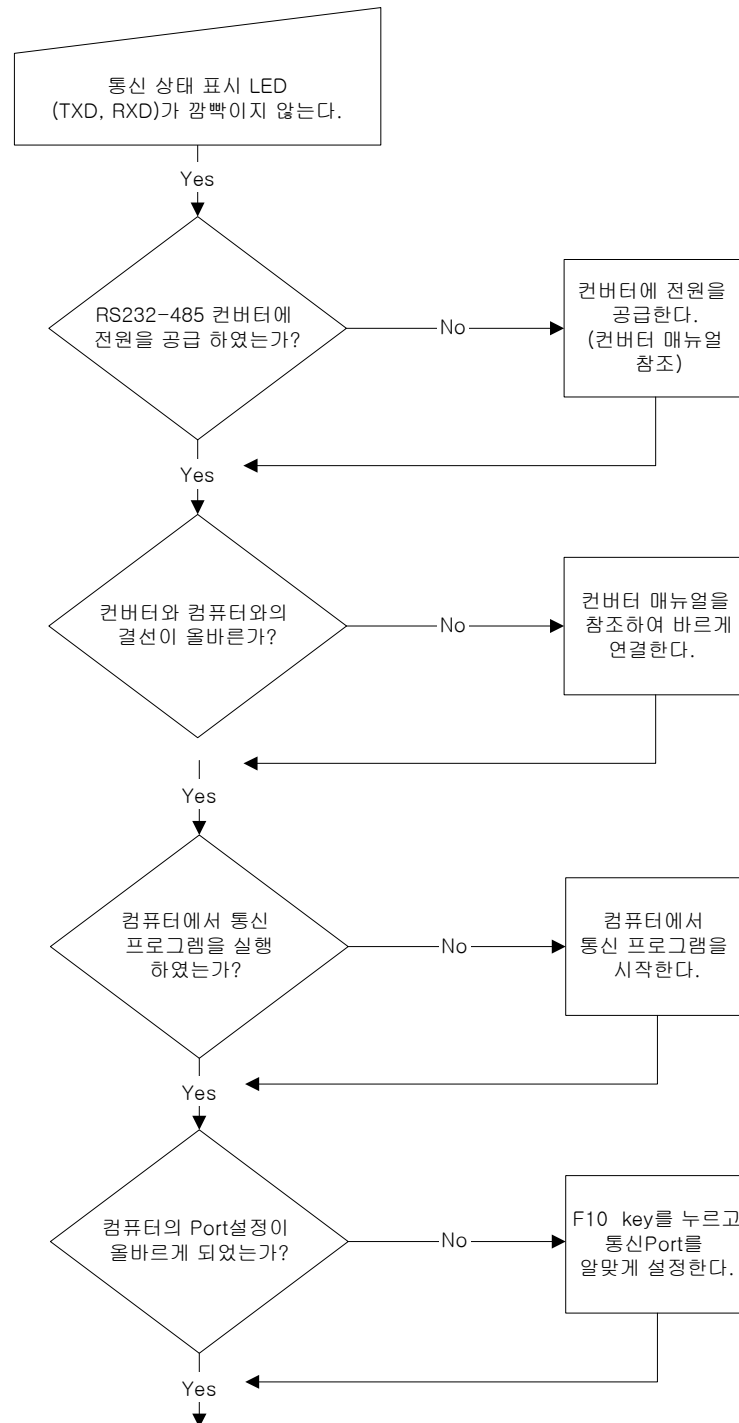 통신 상태 표시 LED
(TXD, RXD)가 깜빡이지 않는다.
Yes
RS232-485 컨버터에
전원을 공급 하였는가?
No
컨버터에 전원을
공급한다.
(컨버터 매뉴얼
참조)
Yes
컨버터와 컴퓨터와의
결선이 올바른가?
No
컨버터 매뉴얼을
참조하여 바르게
연결한다.
Yes
컴퓨터에서 통신
프로그렘을 실행
하였는가?
No
컴퓨터에서
통신 프로그램을
시작한다.
Yes
컴퓨터의 Port설정이
올바르게 되었는가?
No
F10 key를 누르고
통신Port를
알맞게 설정한다.
Yes